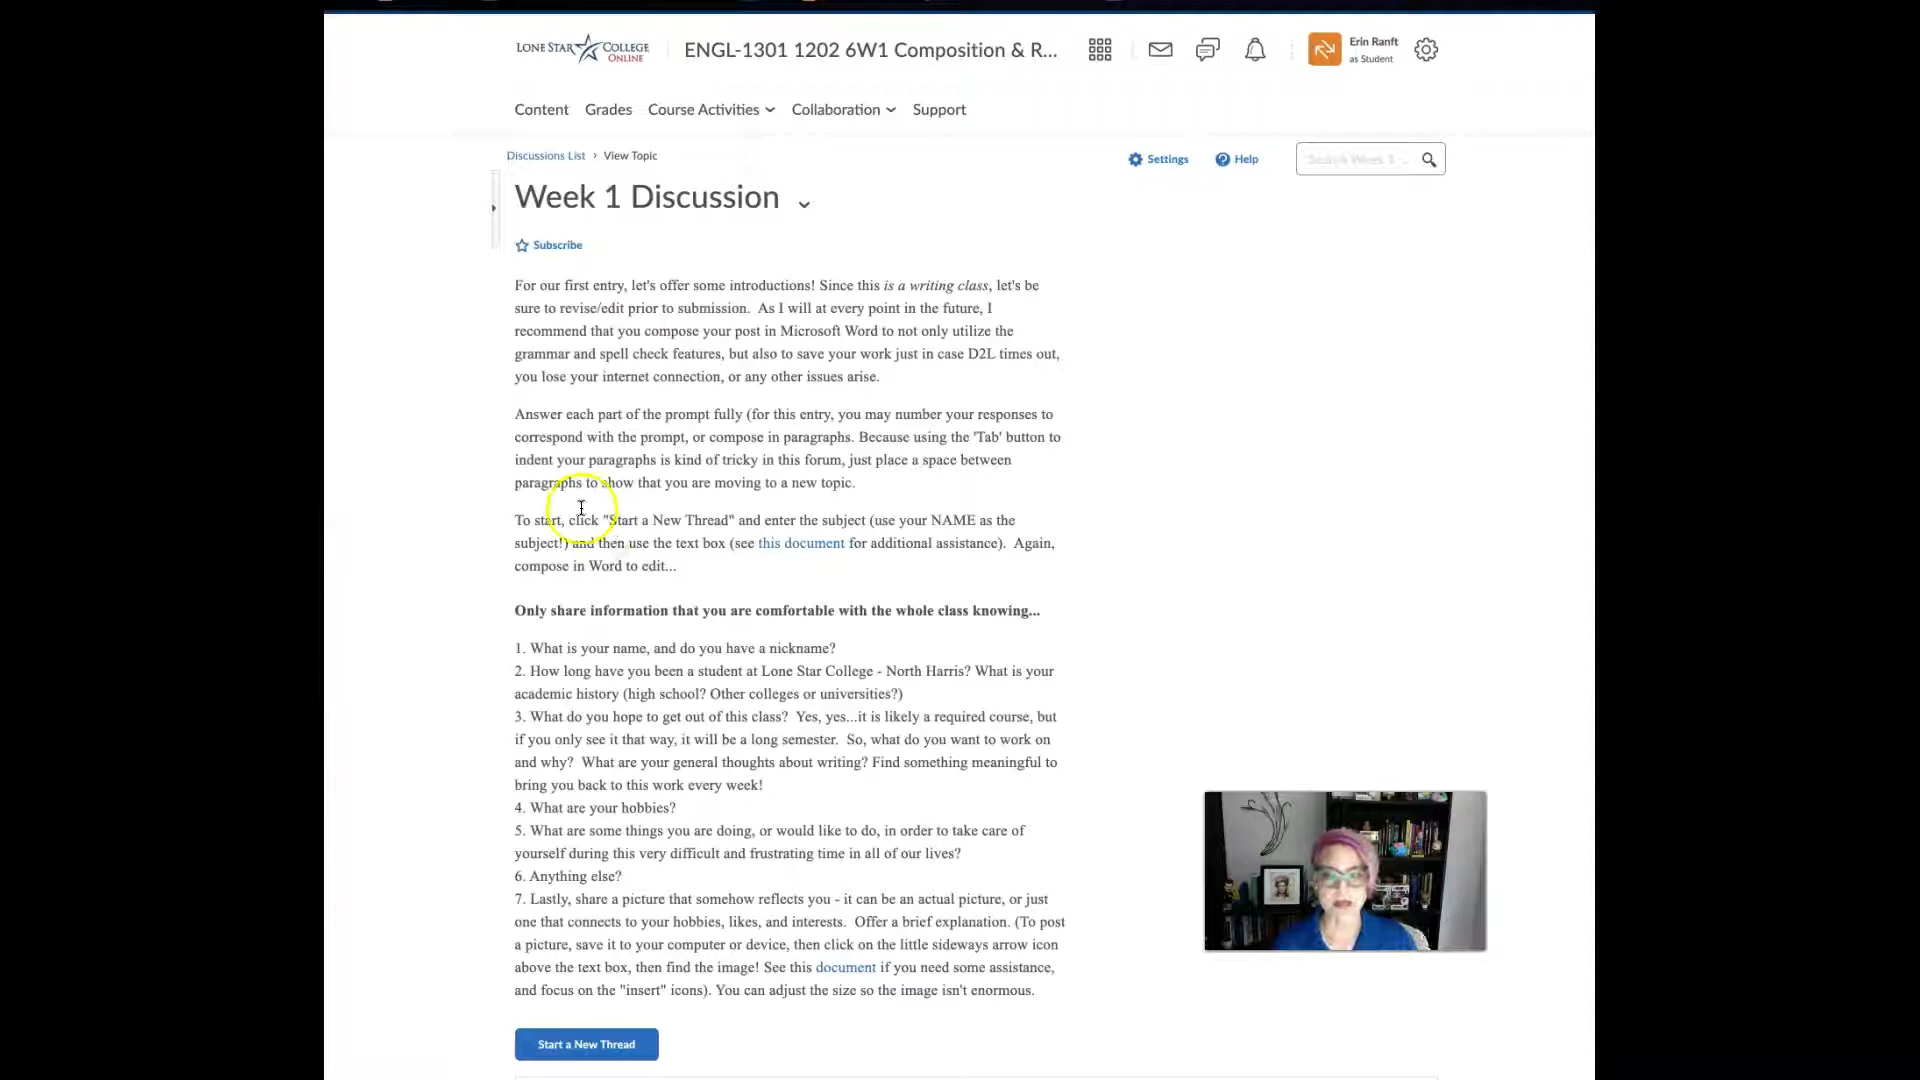 LONE STAR COLLEGE
ONLINE
ENGL-1301 1202 6W1 Composition & R...
Erin Ranft
as Student
Content Grades Course Activities Collaboration Support
Discussions List › View Topic
Settings Help Search Week 1 - ...
Week 1 Discussion
Subscribe
For our first entry, let's offer some introductions! Since this is a writing class, let's be
sure to revise/edit prior to submission.  As I will at every point in the future, I
recommend that you compose your post in Microsoft Word to not only utilize the
grammar and spell check features, but also to save your work just in case D2L times out,
you lose your internet connection, or any other issues arise.
Answer each part of the prompt fully (for this entry, you may number your responses to
correspond with the prompt, or compose in paragraphs. Because using the 'Tab' button to
indent your paragraphs is kind of tricky in this forum, just place a space between
paragraphs to show that you are moving to a new topic.
To start, click "Start a New Thread" and enter the subject (use your NAME as the
subject!) and then use the text box (see this document for additional assistance).  Again,
compose in Word to edit...
Only share information that you are comfortable with the whole class knowing...
1. What is your name, and do you have a nickname?
2. How long have you been a student at Lone Star College - North Harris? What is your
academic history (high school? Other colleges or universities?)
3. What do you hope to get out of this class?  Yes, yes...it is likely a required course, but
if you only see it that way, it will be a long semester.  So, what do you want to work on
and why?  What are your general thoughts about writing? Find something meaningful to
bring you back to this work every week!
4. What are your hobbies?
5. What are some things you are doing, or would like to do, in order to take care of
yourself during this very difficult and frustrating time in all of our lives?
6. Anything else?
7. Lastly, share a picture that somehow reflects you - it can be an actual picture, or just
one that connects to your hobbies, likes, and interests.  Offer a brief explanation. (To post
a picture, save it to your computer or device, then click on the little sideways arrow icon
above the text box, then find the image! See this document if you need some assistance,
and focus on the "insert" icons). You can adjust the size so the image isn't enormous.
Start a New Thread